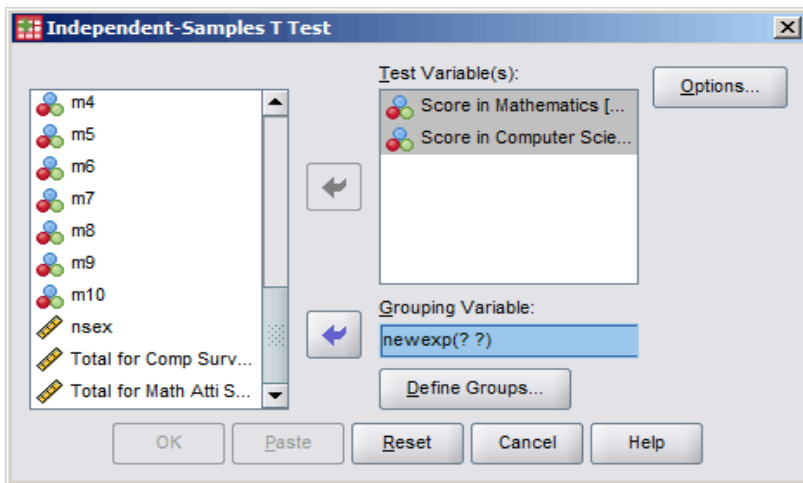 Independent-Samples T Test
Test Variable(s):
Options...
m4
m5
m6
m7
m8
m9
m10
nsex
Total for Comp Surv...
Total for Math Atti S...
Score in Mathematics [...
Score in Computer Scie...
Grouping Variable:
newexp(? ?)
Define Groups...
OK
Paste
Reset
Cancel
Help